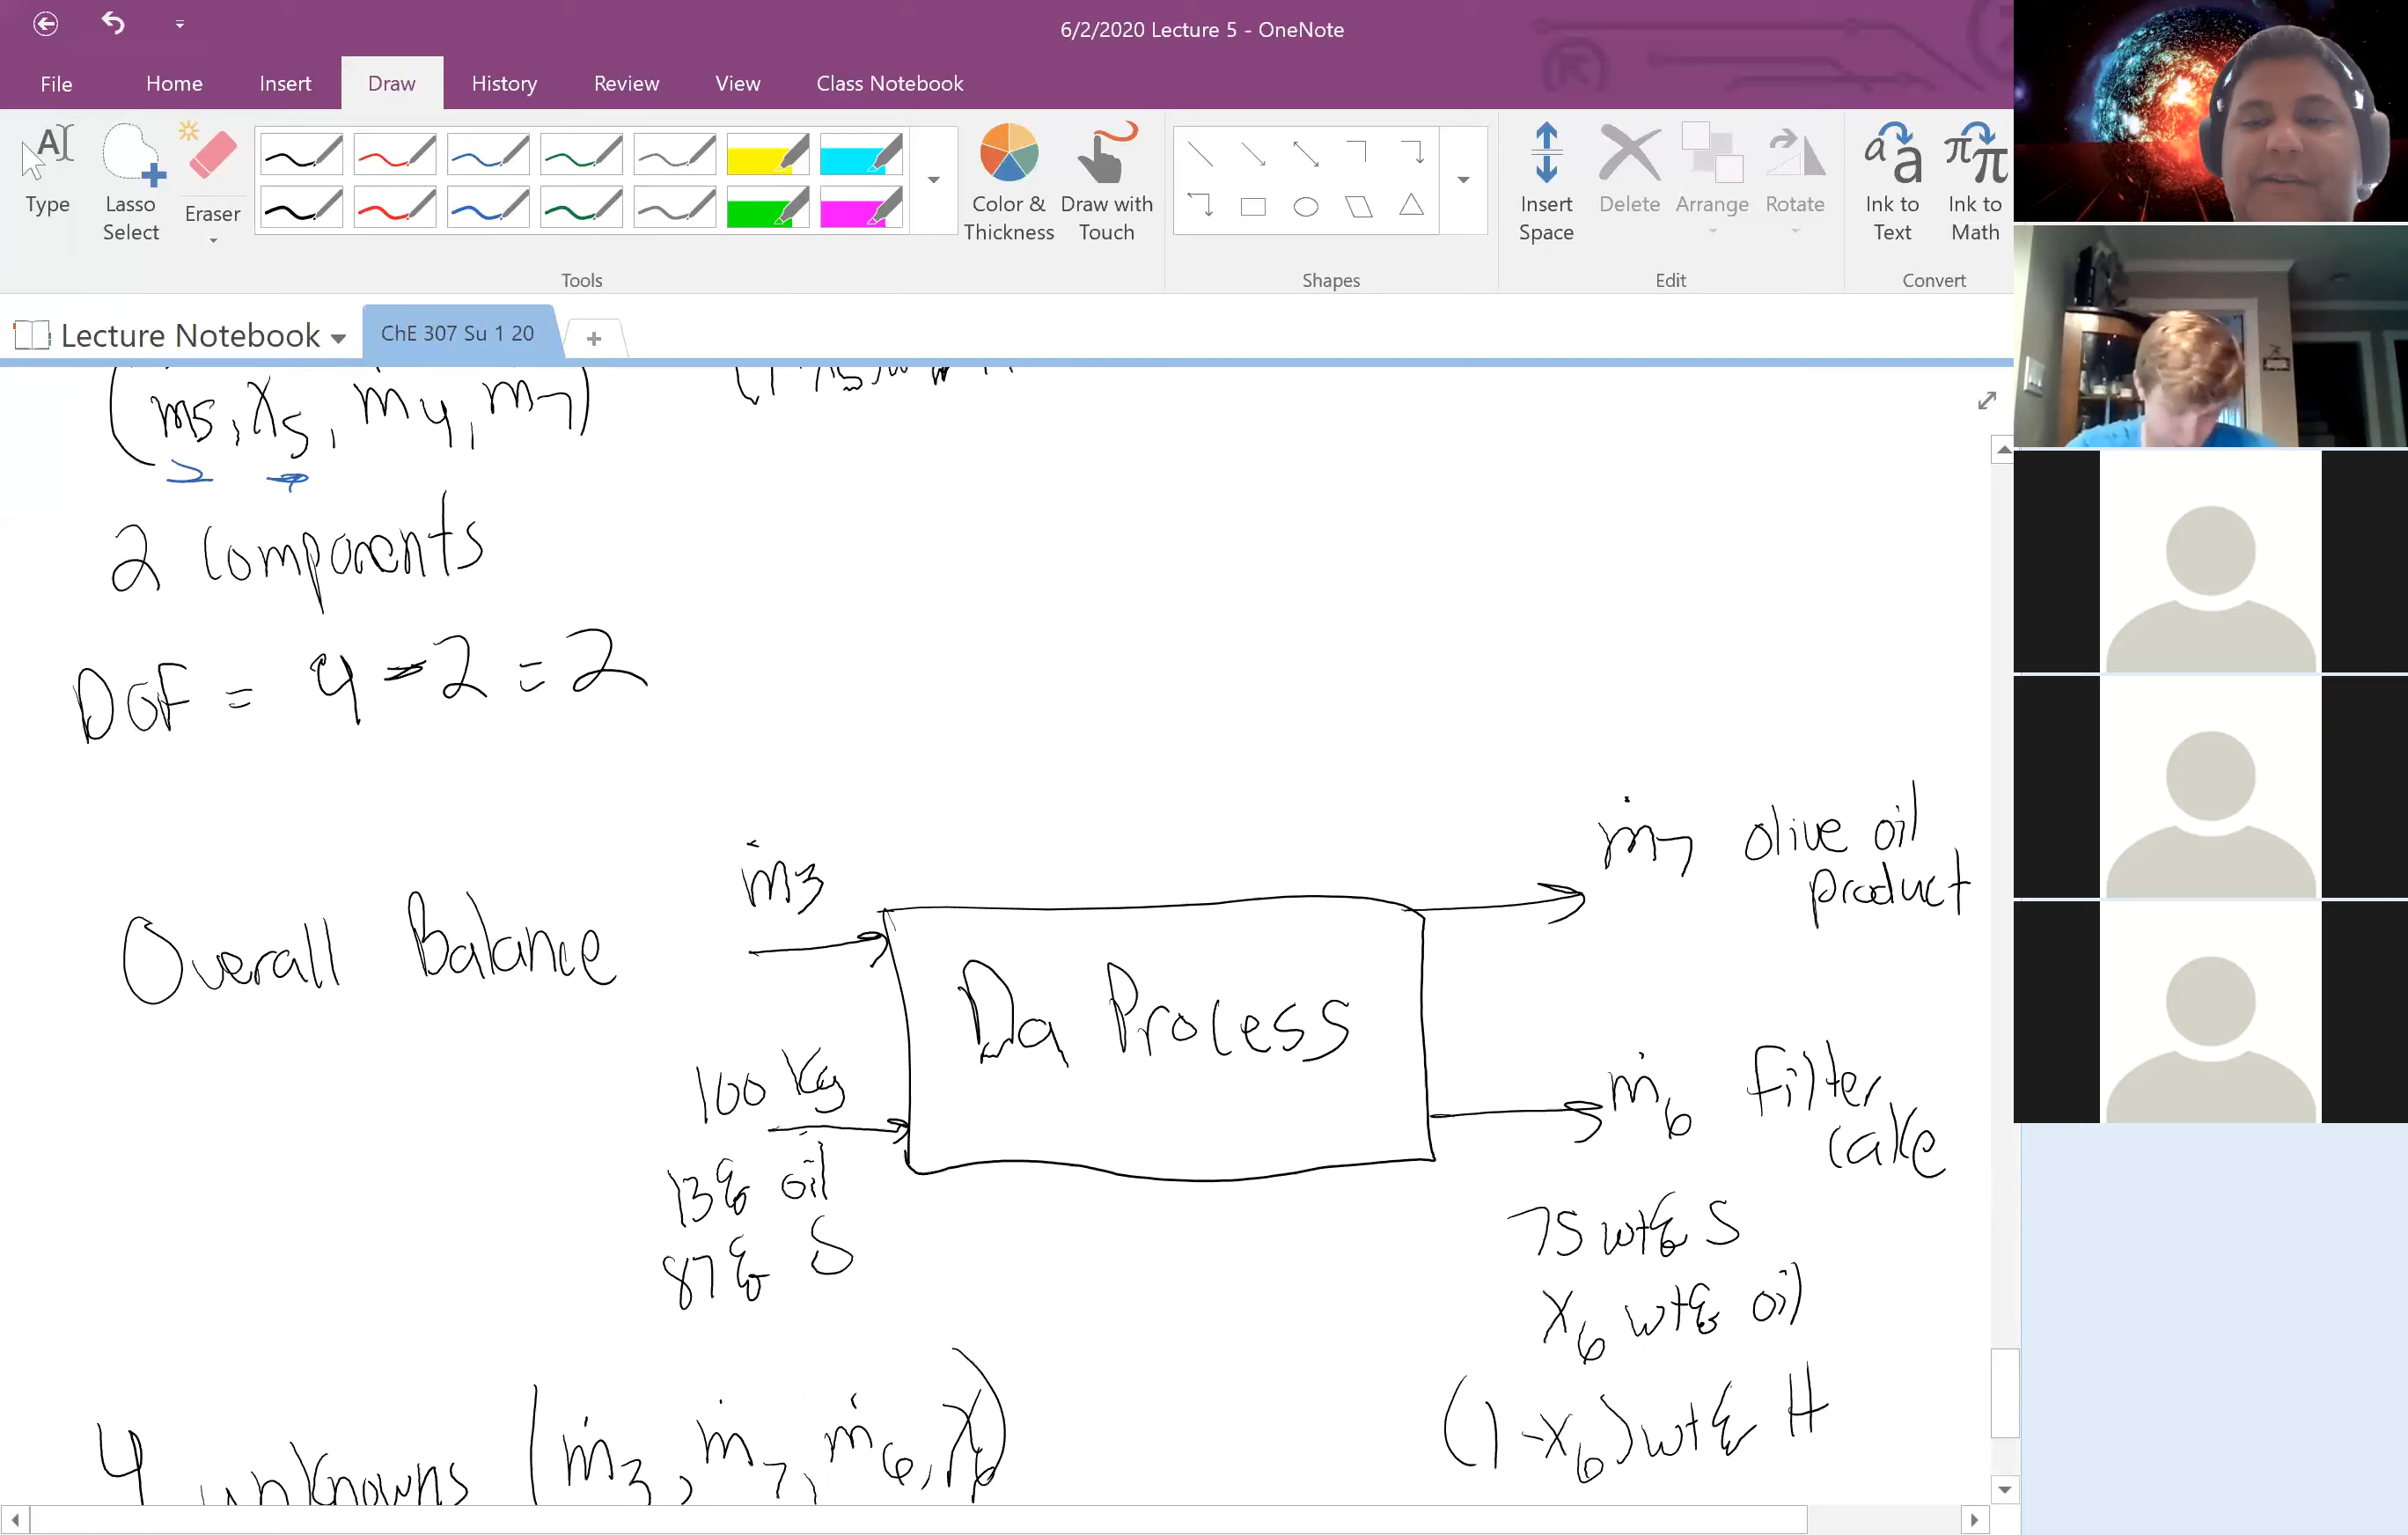 6/2/2020 Lecture 5 - OneNote
File Home Insert Draw History Review View Class Notebook
Type
Lasso Select
Eraser
Color & Thickness
Draw with Touch
Insert Space
Delete
Arrange
Rotate
Ink to Text
Ink to Math
Tools
Shapes
Edit
Convert
Lecture Notebook
ChE 307 Su 1 20
(m5, x5, m4, m7)
2 Components
DOF = 4 - 2 = 2
Overall Balance
ṁ3
100 Kg
13% oil
87% S
Da Process
ṁ7 olive oil
product
ṁ6 Filter
cake
75 wt% S
x6 wt% oil
(1-x6) wt% H
4 unknowns (ṁ3, ṁ7, ṁ6, x6)